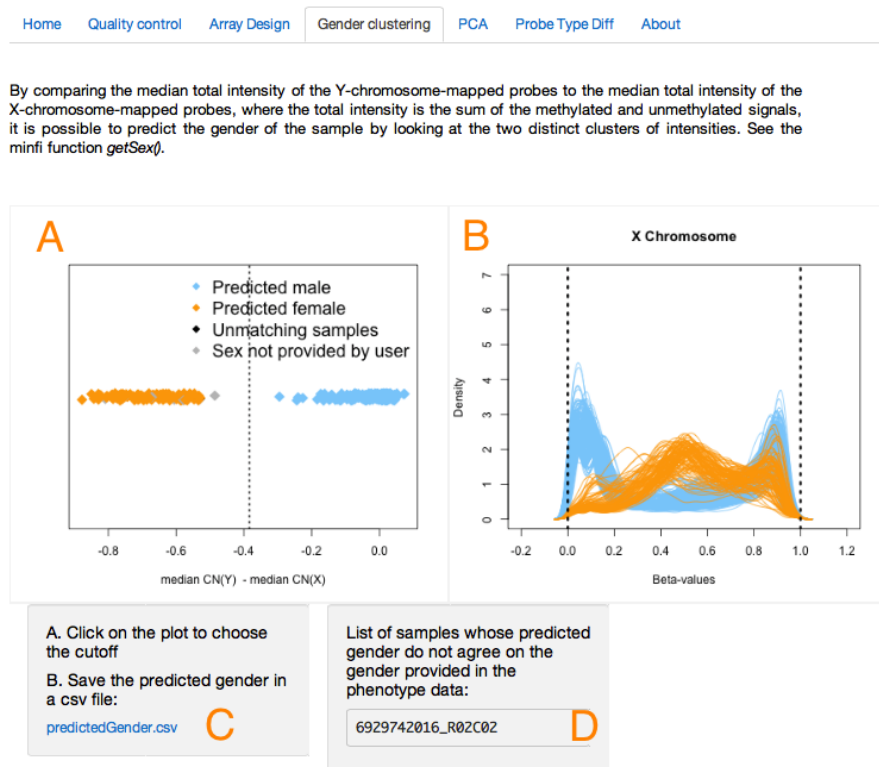 Home Quality control Array Design Gender clustering PCA Probe Type Diff About
By comparing the median total intensity of the Y-chromosome-mapped probes to the median total intensity of the
X-chromosome-mapped probes, where the total intensity is the sum of the methylated and unmethylated signals,
it is possible to predict the gender of the sample by looking at the two distinct clusters of intensities. See the
minfi function getSex().
A
Predicted male
Predicted female
Unmatching samples
Sex not provided by user
-0.8 -0.6 -0.4 -0.2 0.0
median CN(Y) - median CN(X)
B
X Chromosome
Density
7
6
5
4
3
2
1
0
-0.2 0.0 0.2 0.4 0.6 0.8 1.0 1.2
Beta-values
A. Click on the plot to choose
the cutoff
B. Save the predicted gender in
a csv file:
predictedGender.csv
C
List of samples whose predicted
gender do not agree on the
gender provided in the
phenotype data:
6929742016_R02C02
D